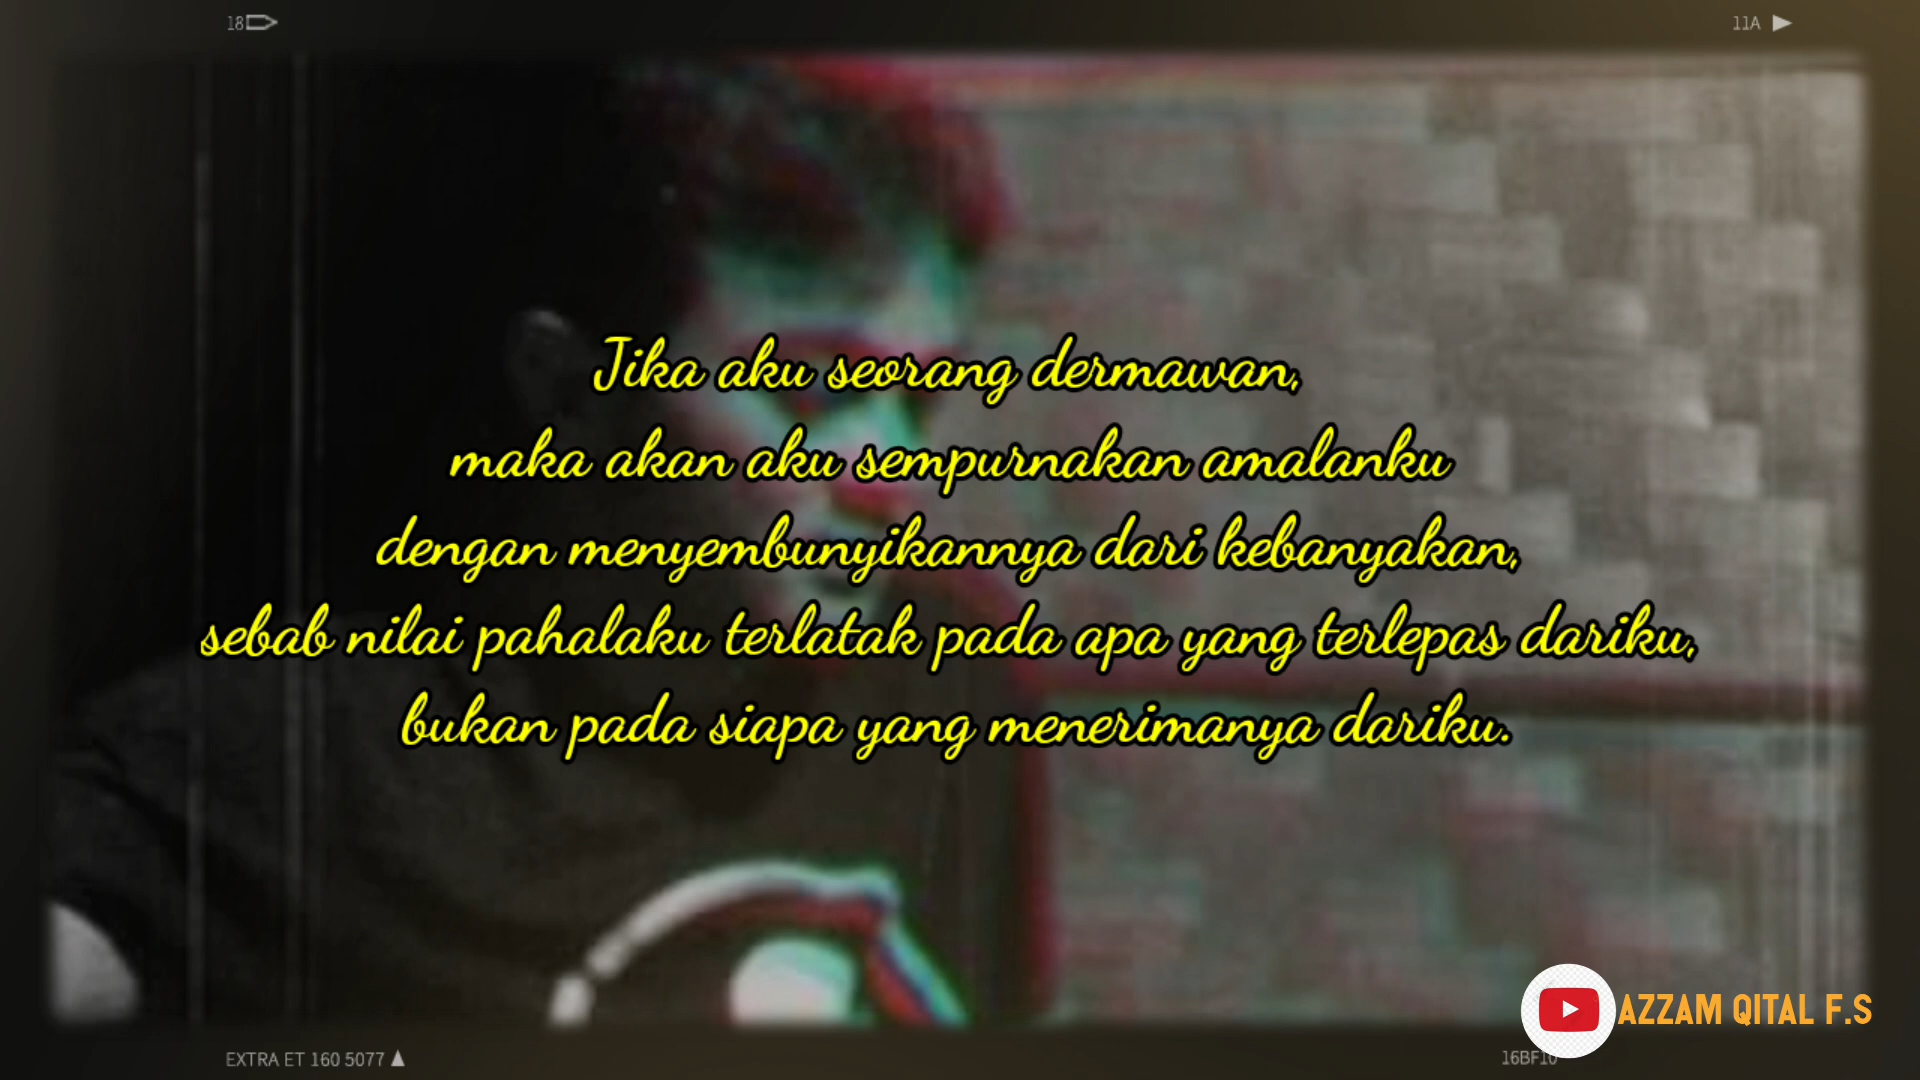 18
11A
Jika aku seorang dermawan,
maka akan aku sempurnakan amalanku
dengan menyembunyikannya dari kebanyakan,
sebab nilai pahalaku terlatak pada apa yang terlepas dariku,
bukan pada siapa yang menerimanya dariku.
AZZAM QITAL F.S
EXTRA ET 160 5077
16BF10